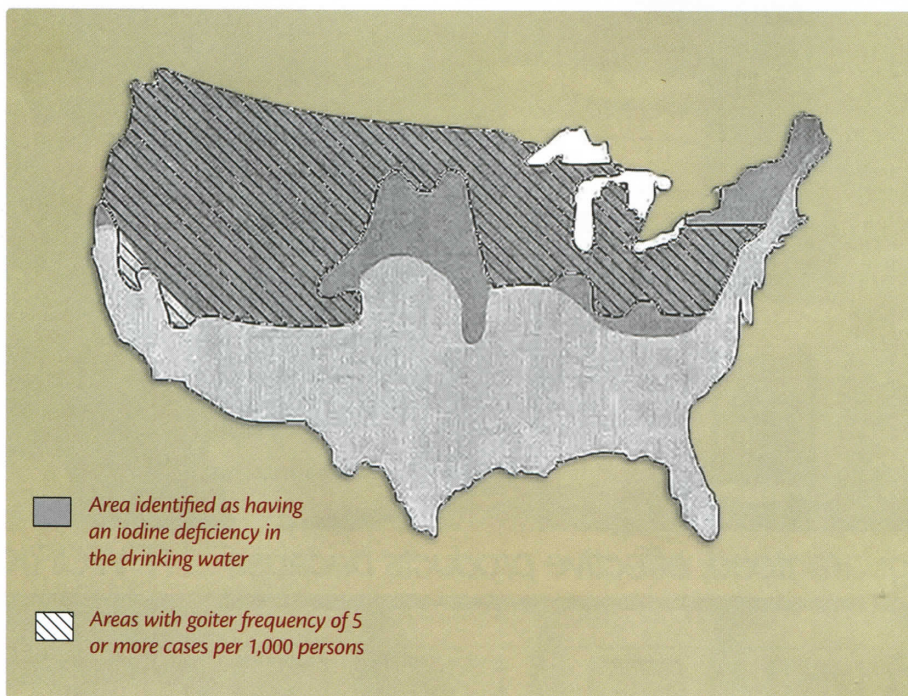 Area identified as having
an iodine deficiency in
the drinking water
Areas with goiter frequency of 5
or more cases per 1,000 persons